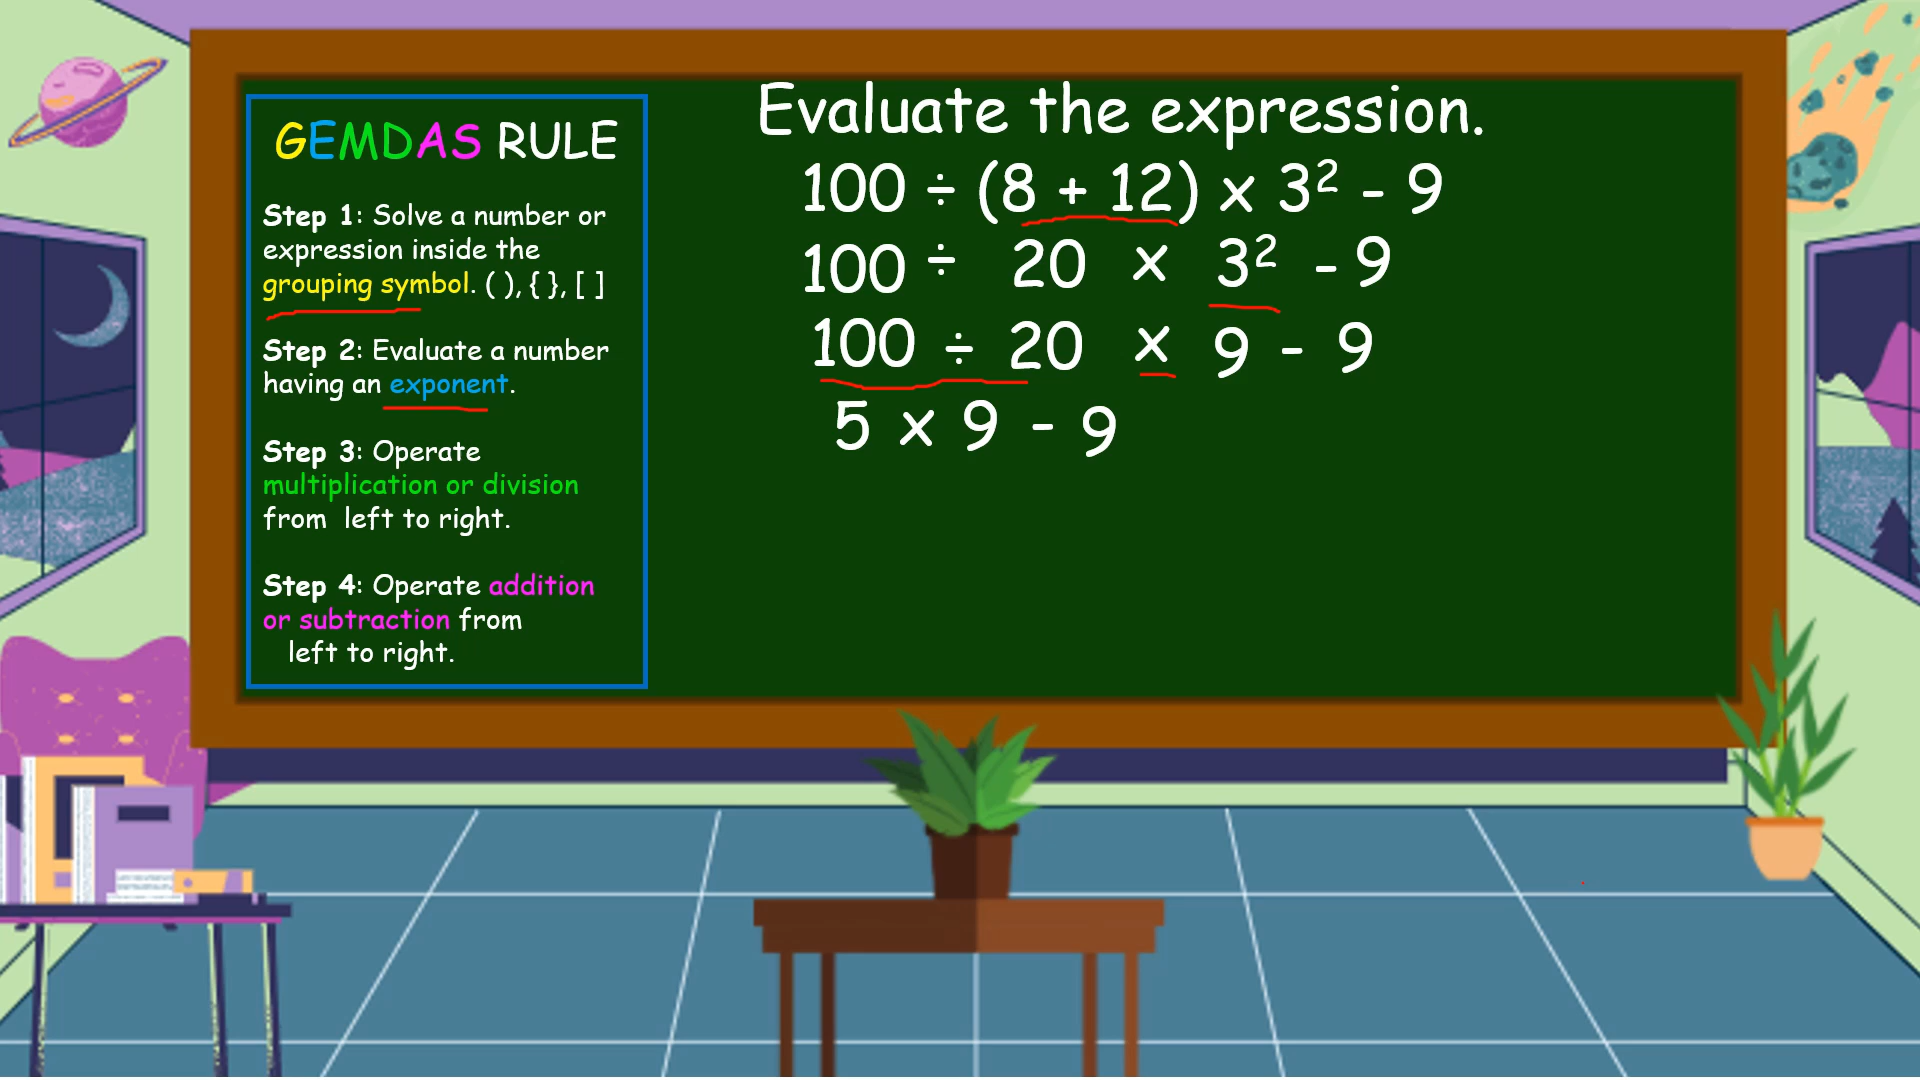 GEMDAS RULE
Step 1: Solve a number or
expression inside the
grouping symbol. ( ), { }, [ ]
Step 2: Evaluate a number
having an exponent.
Step 3: Operate
multiplication or division
from left to right.
Step 4: Operate addition
or subtraction from
left to right.
Evaluate the expression.
100 ÷ (8 + 12) x 3² - 9
100 ÷ 20 x 3² - 9
100 ÷ 20 x 9 - 9
5 x 9 - 9